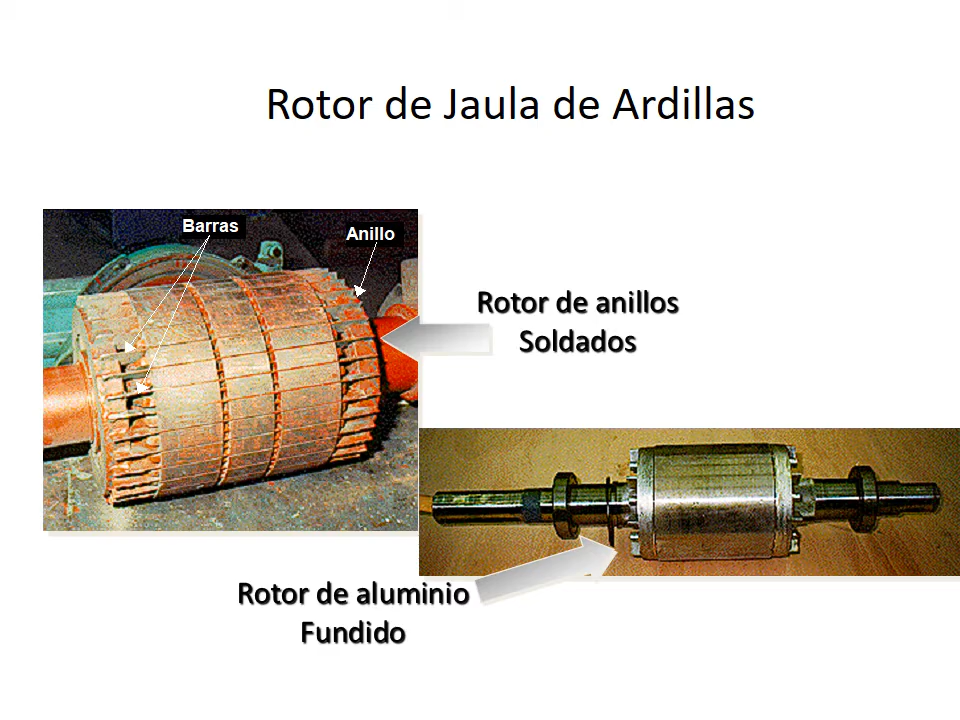 Rotor de Jaula de Ardillas
Barras
Anillo
Rotor de anillos
Soldados
Rotor de aluminio
Fundido